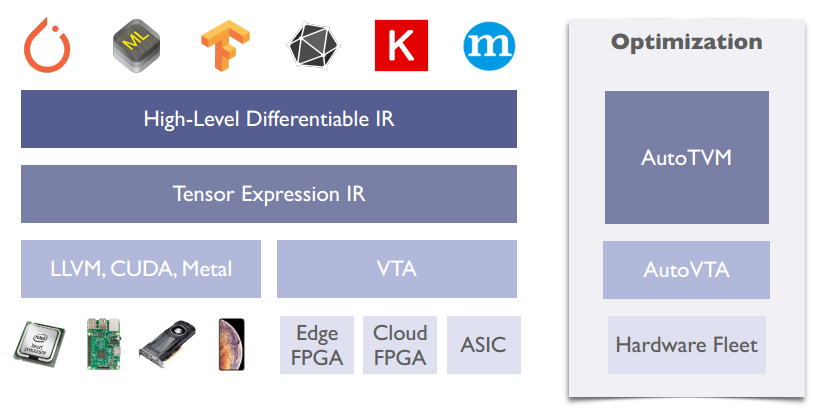 ML
K
m
Optimization
High-Level Differentiable IR
AutoTVM
Tensor Expression IR
LLVM, CUDA, Metal
VTA
AutoVTA
Edge
FPGA
Cloud
FPGA
ASIC
Hardware Fleet